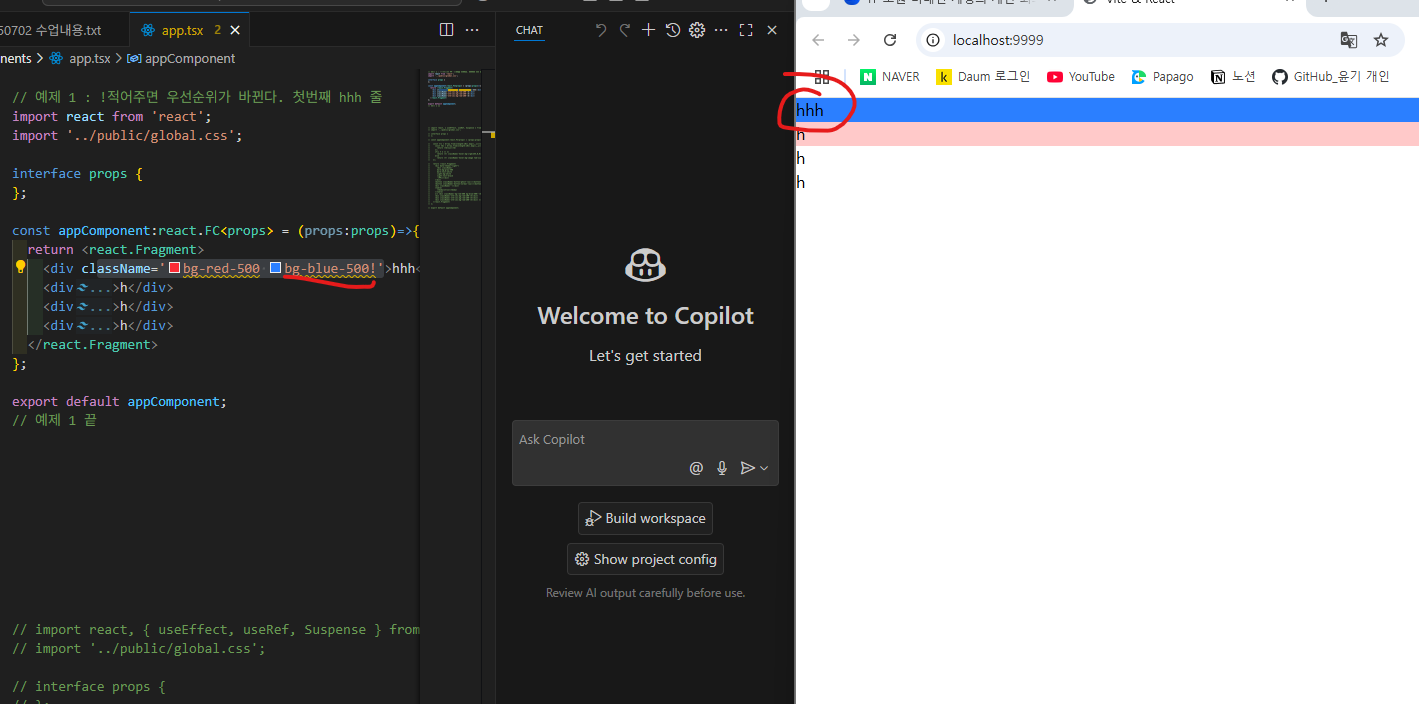 50702 수업내용.txt
app.tsx 2
nents > app.tsx > appComponent
// 예제 1 : !적어주면 우선순위가 바뀐다. 첫번째 hhh 줄
import react from 'react';
import '../public/global.css';
interface props {
};
const appComponent:react.FC<props> = (props:props)=>{
return <react.Fragment>
<div className='bg-red-500 bg-blue-500!'>hhh<
<div ...>h</div>
<div ...>h</div>
<div ...>h</div>
</react.Fragment>
};
export default appComponent;
// 예제 1 끝
// import react, { useEffect, useRef, Suspense } from
// import '../public/global.css';
// interface props {
CHAT
Welcome to Copilot
Let's get started
Ask Copilot
Build workspace
Show project config
Review AI output carefully before use.
localhost:9999
NAVER
Daum 로그인
YouTube
Papago
노션
GitHub_윤기 개인
hhh
h
h
h